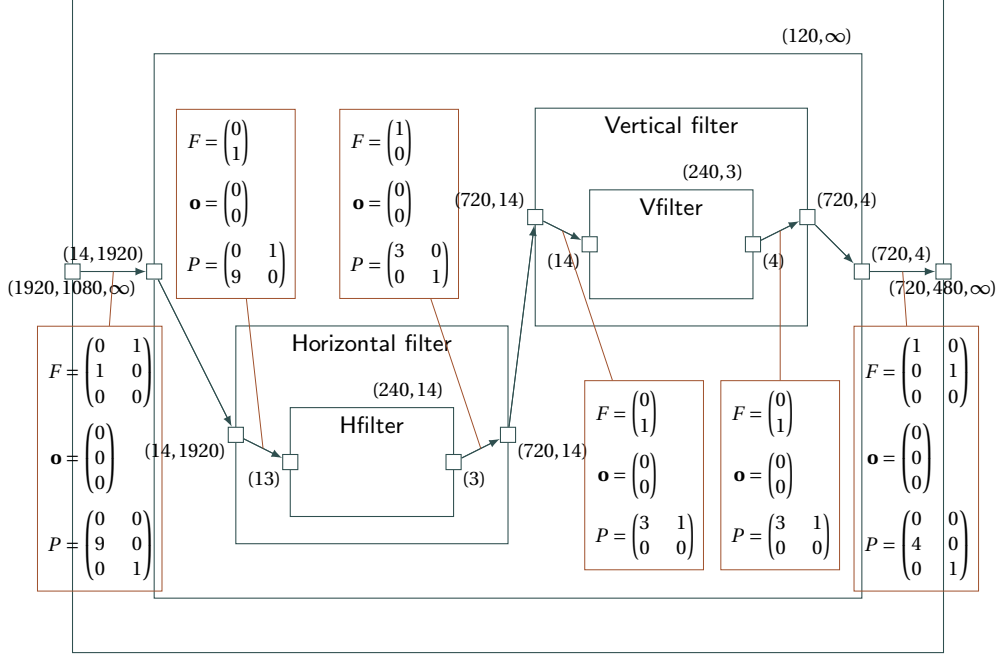 (120,∞)
F = (0 1)
o = (0 0)
P = (0 1 9 0)
F = (1 0)
o = (0 0)
P = (3 0 0 1)
Vertical filter
(240,3)
Vfilter
(720,14)
(720,4)
(14)
(4)
(14,1920)
(1920,1080,∞)
(720,4)
(720,480,∞)
F = (0 1 1 0 0 0)
o = (0 0 0)
P = (0 0 9 0 0 1)
Horizontal filter
(240,14)
Hfilter
(14,1920)
(13)
(3)
(720,14)
F = (0 1)
o = (0 0)
P = (3 1 0 0)
F = (0 1)
o = (0 0)
P = (3 1 0 0)
F = (1 0 0 1 0 0)
o = (0 0 0)
P = (0 0 4 0 0 1)